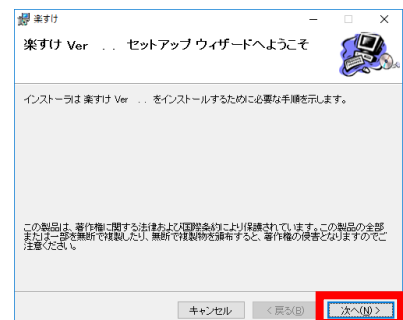 楽すけ
楽すけ Ver . . セットアップ ウィザードへようこそ
インストーラは 楽すけ Ver . . をインストールするために必要な手順を示します。
この製品は、著作権に関する法律および国際条約により保護されています。この製品の全部
または一部を無断で複製したり、無断で複製物を頒布すると、著作権の侵害となりますのでご
注意ください。
キャンセル < 戻る(B) 次へ(N) >